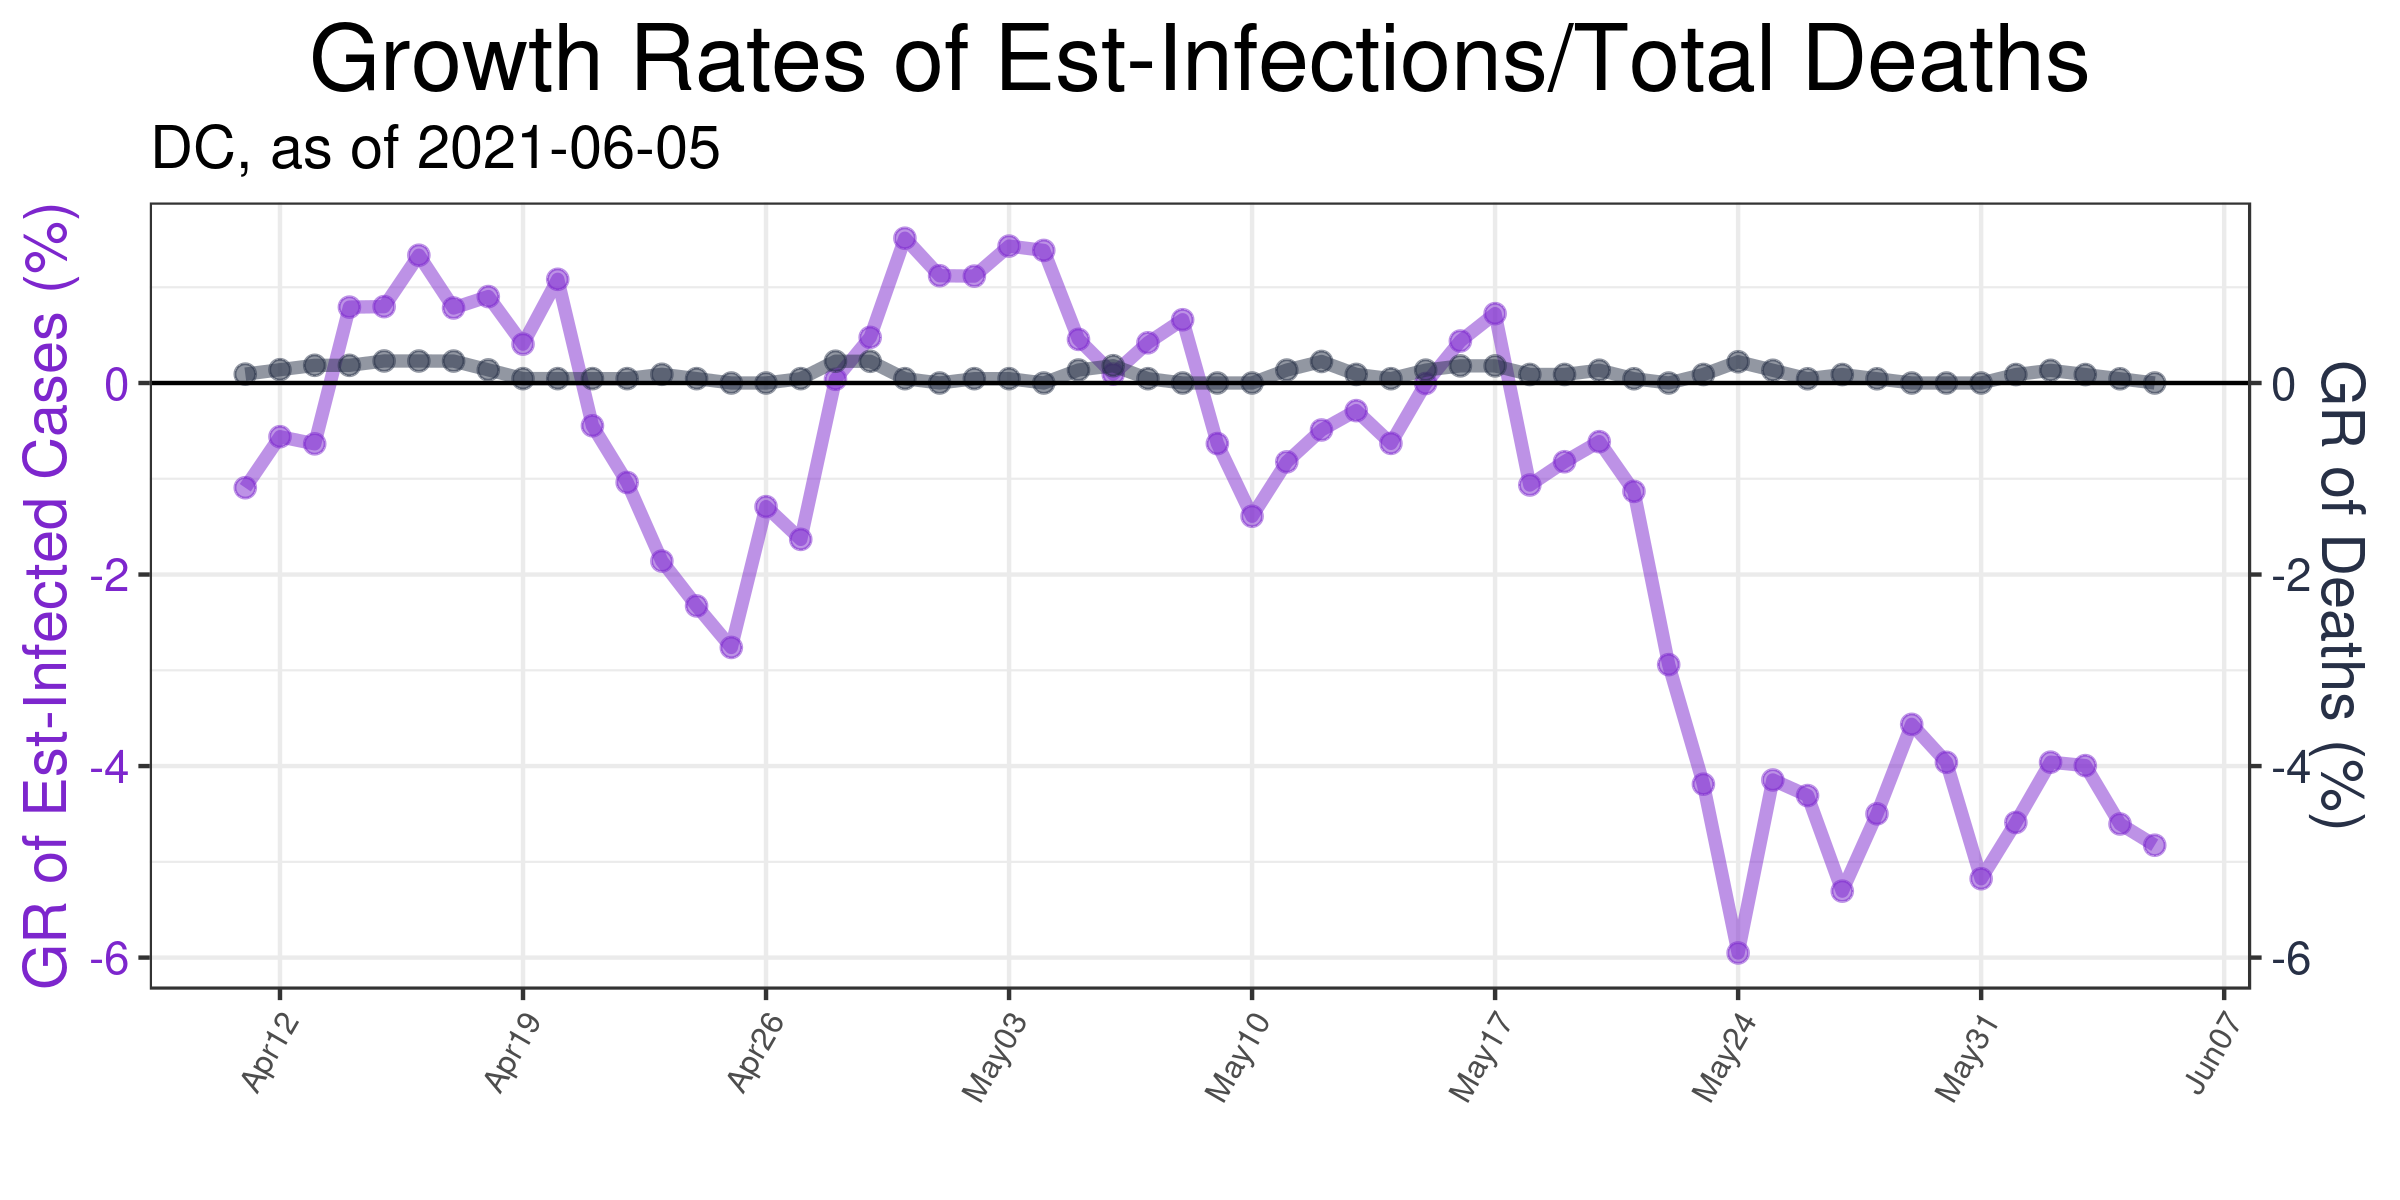 Growth Rates of Est-Infections/Total Deaths
DC, as of 2021-06-05
GR of Est-Infected Cases (%)
0
-2
-4
-6
0
-2
-4
-6
GR of Deaths (%)
Apr12
Apr19
Apr26
May03
May10
May17
May24
May31
Jun07